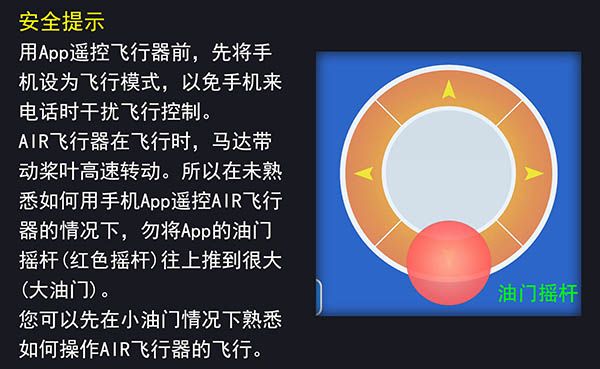 安全提示
用App遥控飞行器前，先将手
机设为飞行模式，以免手机来
电话时干扰飞行控制。
AIR飞行器在飞行时，马达带
动桨叶高速转动。所以在未熟
悉如何用手机App遥控AIR飞行
器的情况下，勿将App的油门
摇杆(红色摇杆)往上推到很大
(大油门)。
您可以先在小油门情况下熟悉
如何操作AIR飞行器的飞行。
油门摇杆